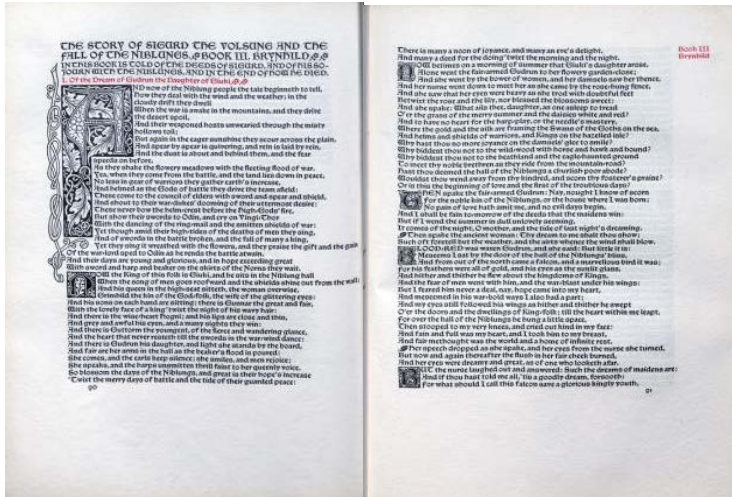 THE STORY OF SIGURD THE VOLSUNG AND THE
FALL OF THE NIBLUNGS. BOOK III. BRYNHILD.
IN THIS BOOK IS TOLD OF THE DEEDS OF SIGURD, AND OF HIS SO-
JOURN WITH THE NIBLUNGS, AND IN THE END OF HOW HE DIED.
I. Of the Dream of Gudrun the Daughter of Giuki.
AND now of the Niblung people the tale beginneth to tell,
How they deal with the wind and the weather; in the
cloudy drift they dwell
When the war is awake in the mountains, and they drive
the desert spoil,
And their weaponed hosts unwearied through the misty
hollows toil;
But again in the eager sunshine they scour across the plain,
And spear by spear is quivering, and rein is laid by rein,
And the dust is about and behind them, and the fear
speeds on before,
As they shake the flowery meadows with the fleeting flood of war.
Yea, when they come from the battle, and the land lies down in peace,
No less in gear of warriors they gather earth's increase,
And helmed as the Gods of battle they drive the team afield:
These come to the council of elders with sword and spear and shield,
And shout to their war-dukes' dooming of their uttermost desire:
These never bow the helm-crest before the High-Gods' fire,
But show their swords to Odin, and cry on Vingi-Thor
With the dancing of the ring-mail and the smitten shields of war:
Yet though amid their high-tides of the deaths of men they sing,
And of swords in the battle broken, and the fall of many a king,
Yet they sing it wreathed with the flowers, and they praise the gift and the gain
Of the war-lord sped to Odin as he rends the battle atwain.
And their days are young and glorious, and in hope exceeding great
With sword and harp and beaker on the skirts of the Norns they wait.
NOW the King of this folk is Giuki, and he sits in the Niblung hall
When the song of men goes roofward and the shields shine out from the wall;
And his queen in the high-seat sitteth, the woman overwise,
Grimhild the kin of the God-folk, the wife of the glittering eyes:
And his sons on each hand are sitting; there is Gunnar the great and fair,
With the lovely face of a king 'twixt the night of his wavy hair:
And there is the wise-heart Hogni; and his lips are close and thin,
And grey and awful his eyen, and a many sights they win:
And there is Guttorm the youngest, of the fierce and wandering glance,
And the heart that never resteth till the swords in the war-wind dance:
And there is Gudrun his daughter, and light she stands by the board,
And fair are her arms in the hall as the beaker's flood is poured:
She comes, and the earls keep silence; she smiles, and men rejoice;
She speaks, and the harps unsmitten thrill faint to her queenly voice.
So blossom the days of the Niblungs, and great is their hope's increase
'Twixt the merry days of battle and the tide of their guarded peace:
90
There is many a noon of joyance, and many an eve's delight,
And many a deed for the doing 'twixt the morning and the night.
Book III
Brynhild
NOW betimes on a morning of summer that Giuki's daughter arose,
Alone went the fair-armed Gudrun to her flowery garden-close;
And she went by the bower of women, and her damsels saw her thence,
And her nurse went down to meet her as she came by the rose-hung fence,
And she saw that her eyes were heavy as she trod with doubtful feet
Betwixt the rose and the lily, nor blessed the blossoms sweet:
And she spake: What ails thee, daughter, as one asleep to tread
O'er the grass of the merry summer and the daisies white and red?
And to have no heart for the harp-play, or the needle's mastery,
Where the gold and the silk are framing the Swans of the Goths on the sea,
And helms and shields of warriors, and Kings on the hazelled isle?
Why hast thou no more joyance on the damsels' glee to smile?
Why biddest thou not to the wild-wood with horse and hawk and hound?
Why biddest thou not to the heathland and the eagle-haunted ground
To meet thy noble brethren as they ride from the mountain-road?
Hast thou deemed the hall of the Niblungs a churlish poor abode?
Wouldst thou wend away from thy kindred, and scorn thy fosterer's praise?
Or is this the beginning of love and the first of the troublous days?
THEN spake the fair-armed Gudrun: Nay, nought I know of scorn
For the noble kin of the Niblungs, or the house where I was born;
No pain of love hath smit me, and no evil days begin,
And I shall be fain tomorrow of the deeds that the maidens win:
But if I wend the summer in dull unlovely seeming,
It comes of the night, O mother, and the tide of last night's dreaming.
Then spake the ancient woman: Thy dream to me shalt thou show;
Such oft foretell but the weather, and the airts whence the wind shall blow.
BLOOD-RED was waxen Gudrun, and she said: But little it is:
Meseems I sat by the door of the hall of the Niblungs' bliss,
And from out of the north came a falcon, and a marvellous bird it was;
For his feathers were all of gold, and his eyes as the sunlit glass,
And hither and thither he flew about the kingdoms of Kings,
And the fear of men went with him, and the war-blast under his wings:
But I feared him never a deal, nay, hope came into my heart,
And meseemed in his war-bold ways I also had a part;
And my eyes still followed his wings as hither and thither he swept
O'er the doors and the dwellings of King-folk; till the heart within me leapt,
For over the hall of the Niblungs he hung a little space,
Then stooped to my very knees, and cried out kind in my face:
And fain and full was my heart, and I took him to my breast,
And fair methought was the world and a home of infinite rest.
Her speech dropped as she spake, and her eyes from the nurse she turned,
But now and again thereafter the flush in her fair cheek burned,
And her eyes were dreamy and great, as of one who looketh afar.
BUT the nurse laughed out and answered: Such the dreams of maidens are;
And if thou hast told me all, 'tis a goodly dream, forsooth:
For what should I call this falcon save a glorious kingly youth,
91